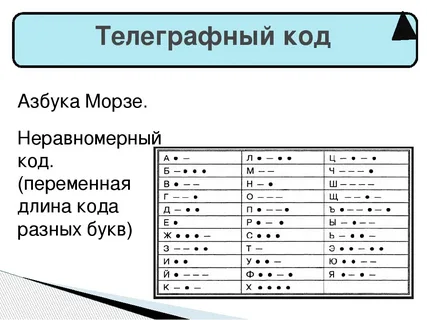 Телеграфный код
Азбука Морзе.
Неравномерный
код.
(переменная
длина кода
разных букв)
А ● – Л ● – ● ● Ц – ● – ●
Б – ● ● ● М – – Ч – – – ●
В ● – – Н – ● Ш – – – –
Г – – ● О – – – Щ – – ● –
Д – ● ● П ● – – ● Ъ ● – – ● – ●
Е ● Р ● – ● Ы – ● – –
Ж ● ● ● – С ● ● ● Ь – ● ● –
З – – ● ● Т – Э ● ● – ● ●
И ● ● У ● ● – Ю ● ● – –
Й ● – – – Ф ● ● – ● Я ● – ● –
К – ● – Х ● ● ● ●